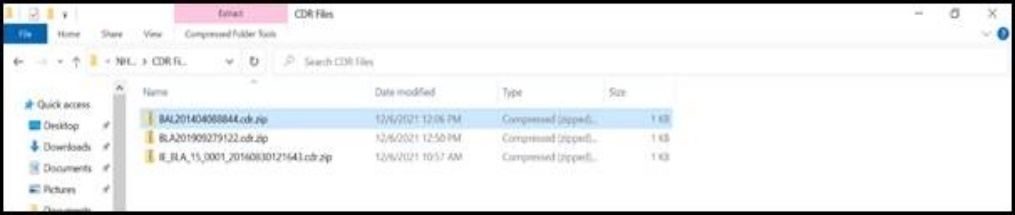 Extract CDR Files
File Home Share View Compressed Folder Tools
NH... > CDR Fi... Search CDR Files
Name Date modified Type Size
Quick access
Desktop
Downloads
Documents
Pictures
Documents
BAL201404088844.cdr.zip 12/6/2021 12:06 PM Compressed (zipped)... 1 KB
BLA201909279122.cdr.zip 12/6/2021 12:50 PM Compressed (zipped)... 1 KB
IE_BLA_15_0001_20160830121643.cdr.zip 12/6/2021 10:57 AM Compressed (zipped)... 1 KB